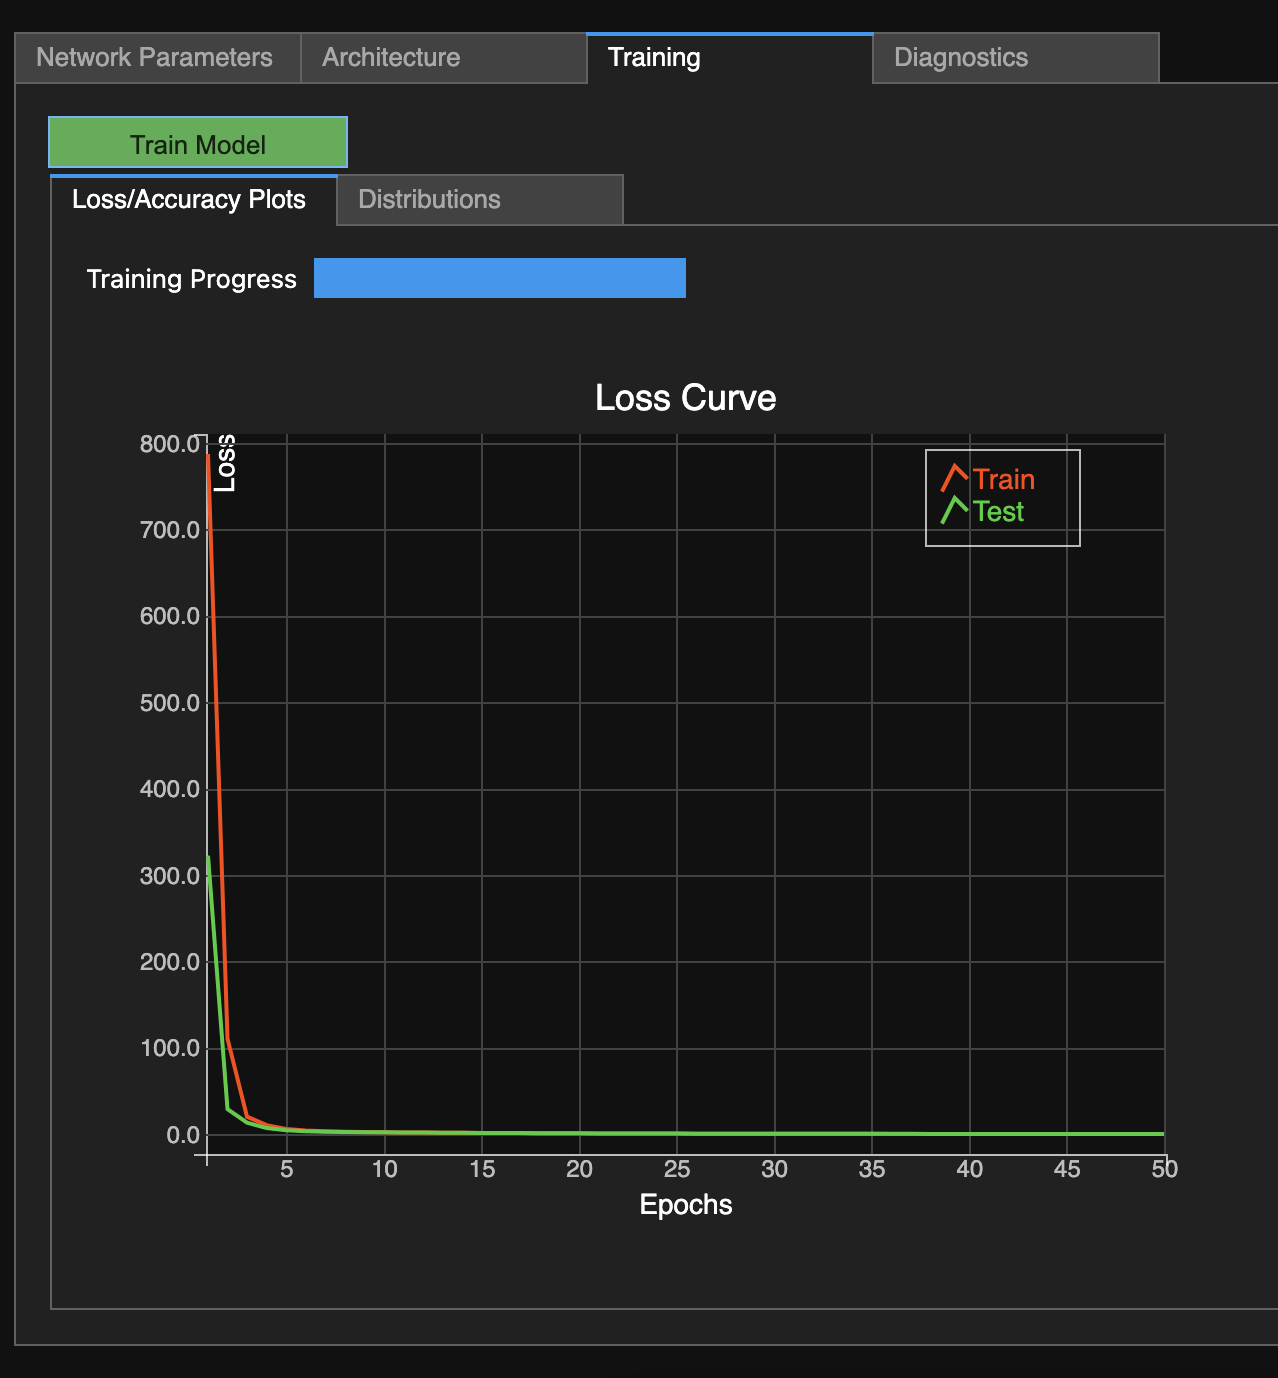 Network Parameters
Architecture
Training
Diagnostics
Train Model
Loss/Accuracy Plots
Distributions
Training Progress
Loss Curve
Loss
800.0
700.0
600.0
500.0
400.0
300.0
200.0
100.0
0.0
Train
Test
5 10 15 20 25 30 35 40 45 50
Epochs